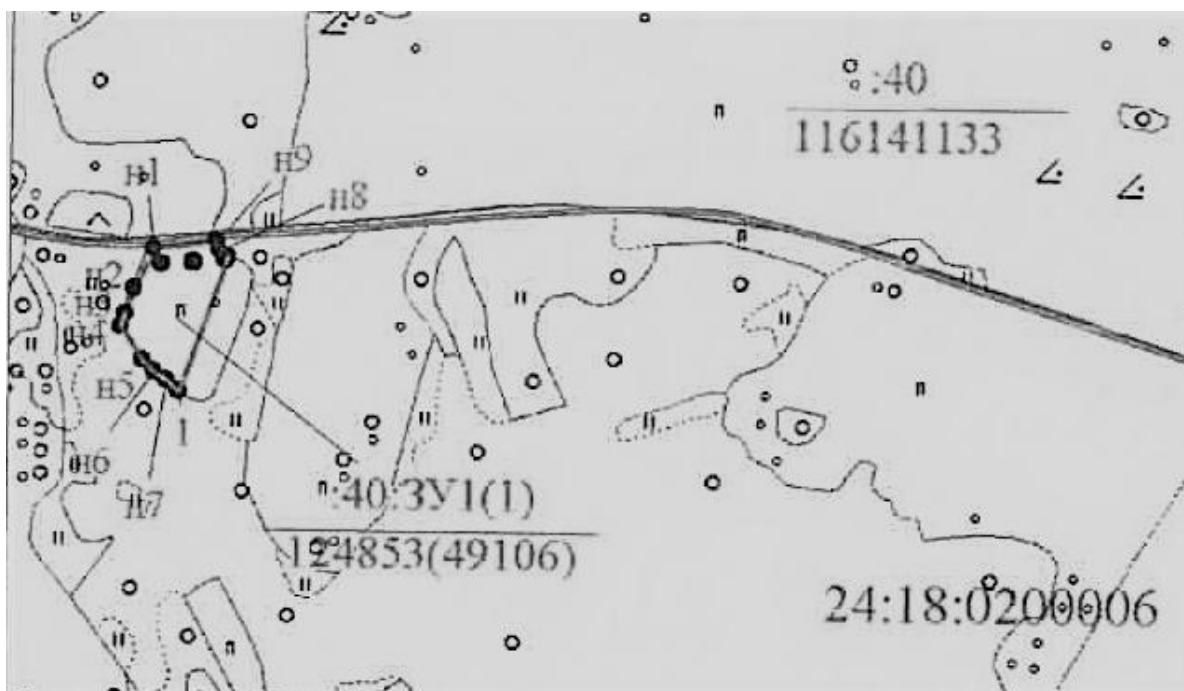 :40
116141133
н1
н9
н8
н2
н5
1
н6
н7
:40:ЗУ1(1)
124853(49106)
24:18:0200006